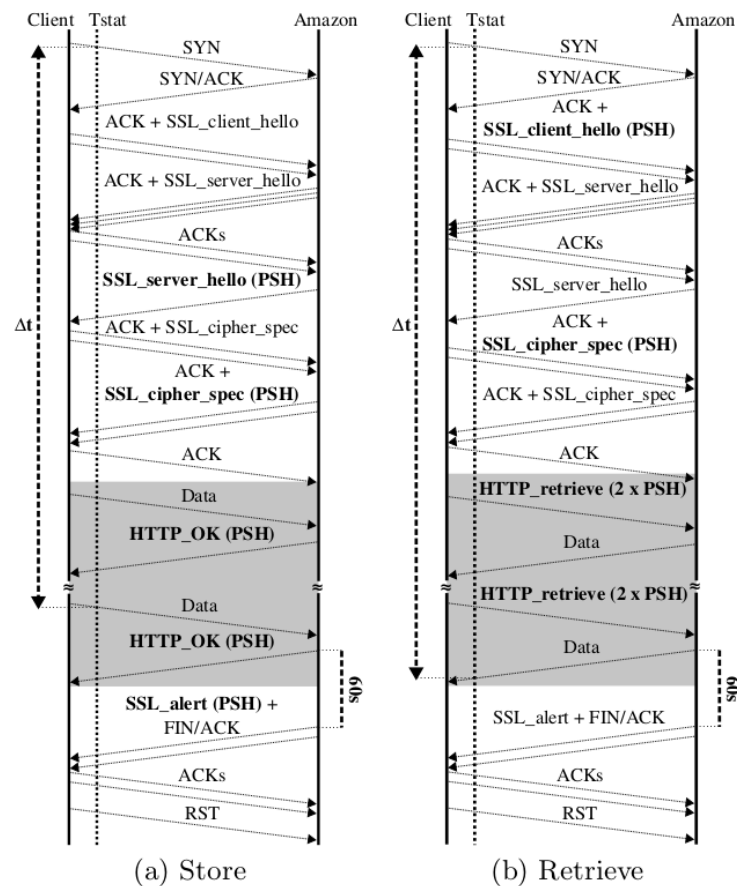 Client Tstat Amazon
SYN
SYN/ACK
ACK + SSL_client_hello
ACK + SSL_server_hello
ACKs
SSL_server_hello (PSH)
Δt
ACK + SSL_cipher_spec
ACK +
SSL_cipher_spec (PSH)
ACK
Data
HTTP_OK (PSH)
≈ ≈
Data
HTTP_OK (PSH)
60s
SSL_alert (PSH) +
FIN/ACK
ACKs
RST
(a) Store
Client Tstat Amazon
SYN
SYN/ACK
ACK +
SSL_client_hello (PSH)
ACK + SSL_server_hello
ACKs
SSL_server_hello
Δt
ACK +
SSL_cipher_spec (PSH)
ACK + SSL_cipher_spec
ACK
HTTP_retrieve (2 x PSH)
Data
≈ ≈
HTTP_retrieve (2 x PSH)
Data
60s
SSL_alert + FIN/ACK
ACKs
RST
(b) Retrieve